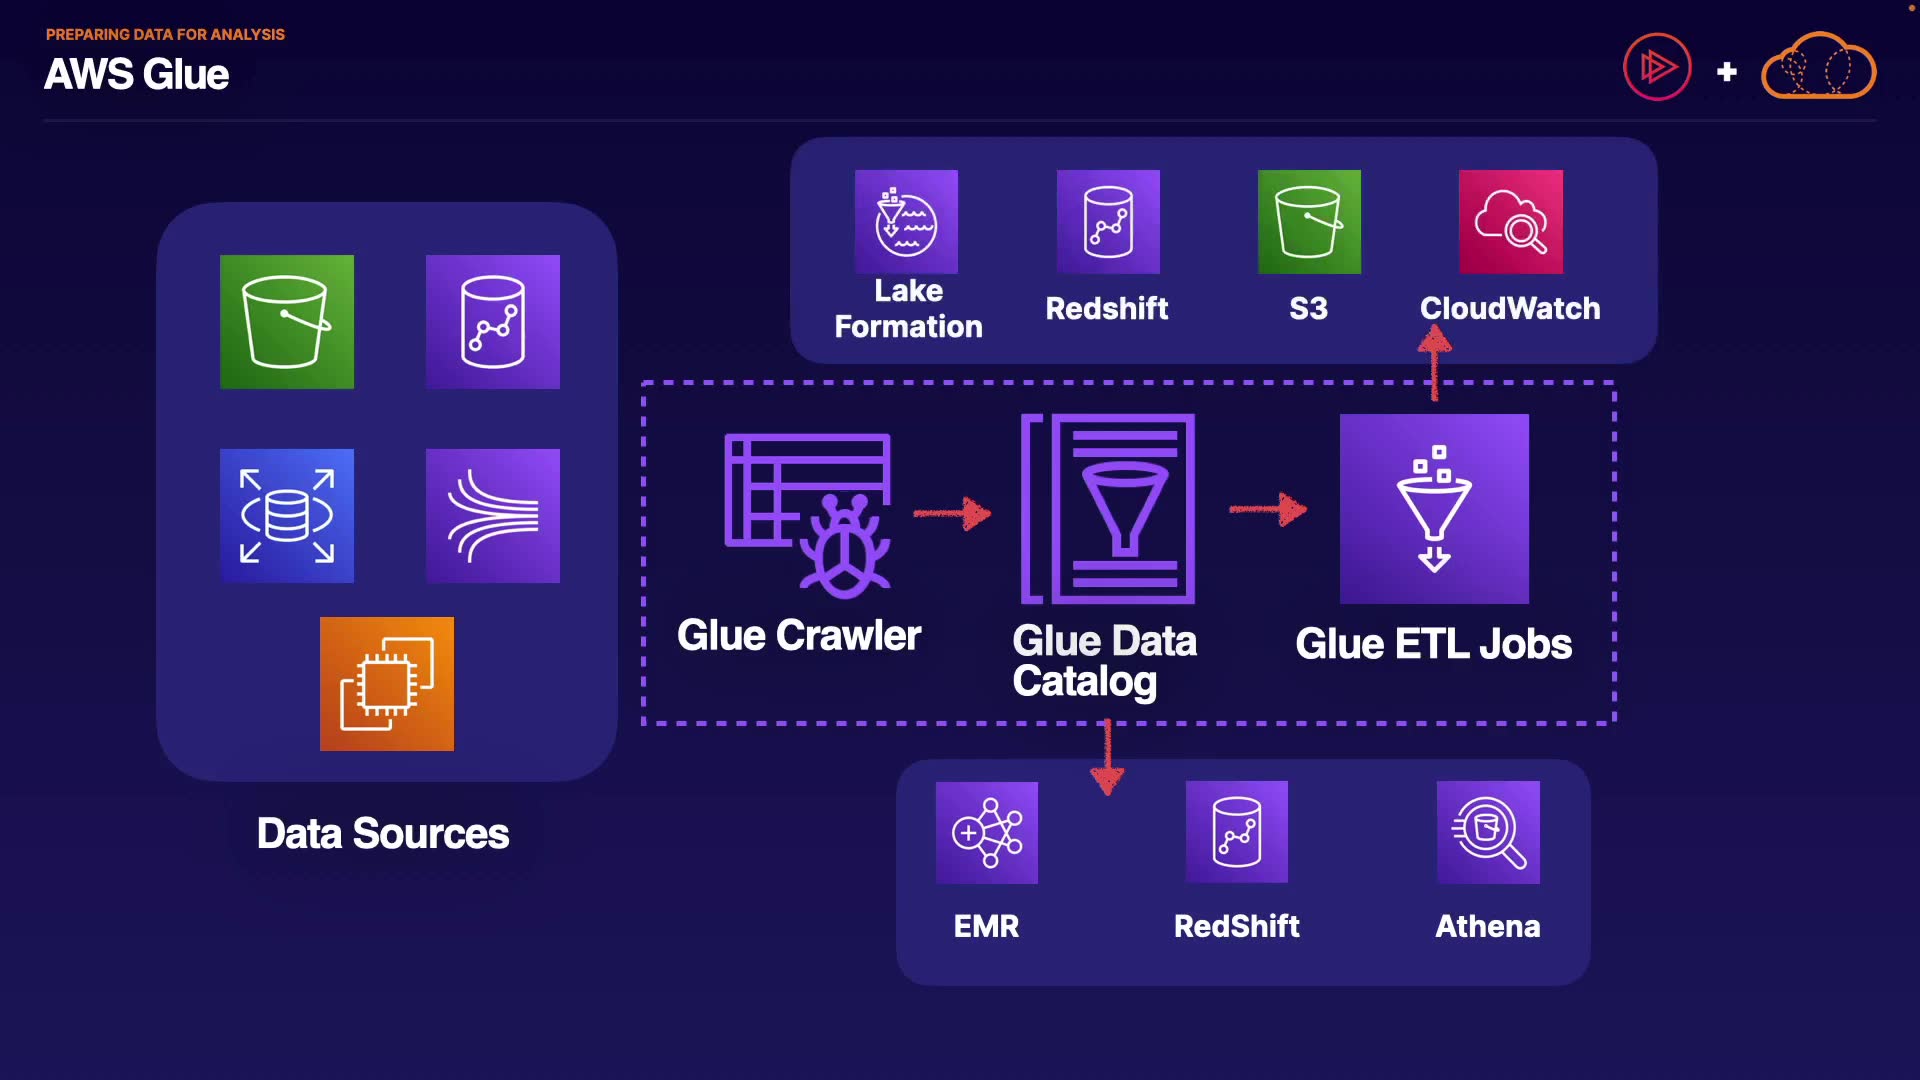 PREPARING DATA FOR ANALYSIS
AWS Glue
Lake
Formation
Redshift
S3
CloudWatch
Glue Crawler
Glue Data
Catalog
Glue ETL Jobs
Data Sources
EMR
RedShift
Athena